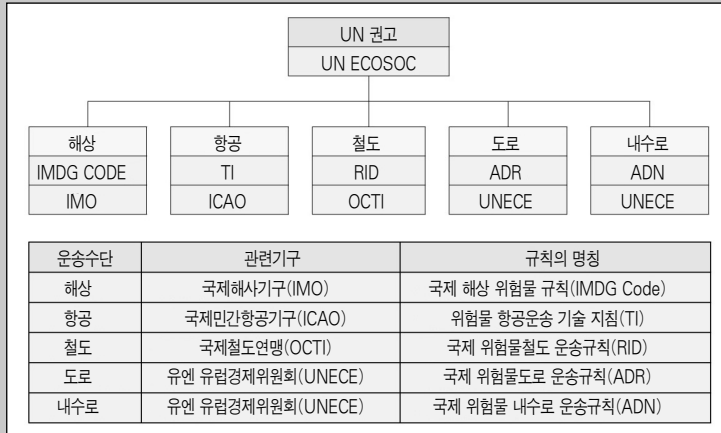 UN 권고
UN ECOSOC
해상 항공 철도 도로 내수로
IMDG CODE TI RID ADR ADN
IMO ICAO OCTI UNECE UNECE
운송수단 관련기구 규칙의 명칭
해상 국제해사기구(IMO) 국제 해상 위험물 규칙(IMDG Code)
항공 국제민간항공기구(ICAO) 위험물 항공운송 기술 지침(TI)
철도 국제철도연맹(OCTI) 국제 위험물철도 운송규칙(RID)
도로 유엔 유럽경제위원회(UNECE) 국제 위험물도로 운송규칙(ADR)
내수로 유엔 유럽경제위원회(UNECE) 국제 위험물 내수로 운송규칙(ADN)